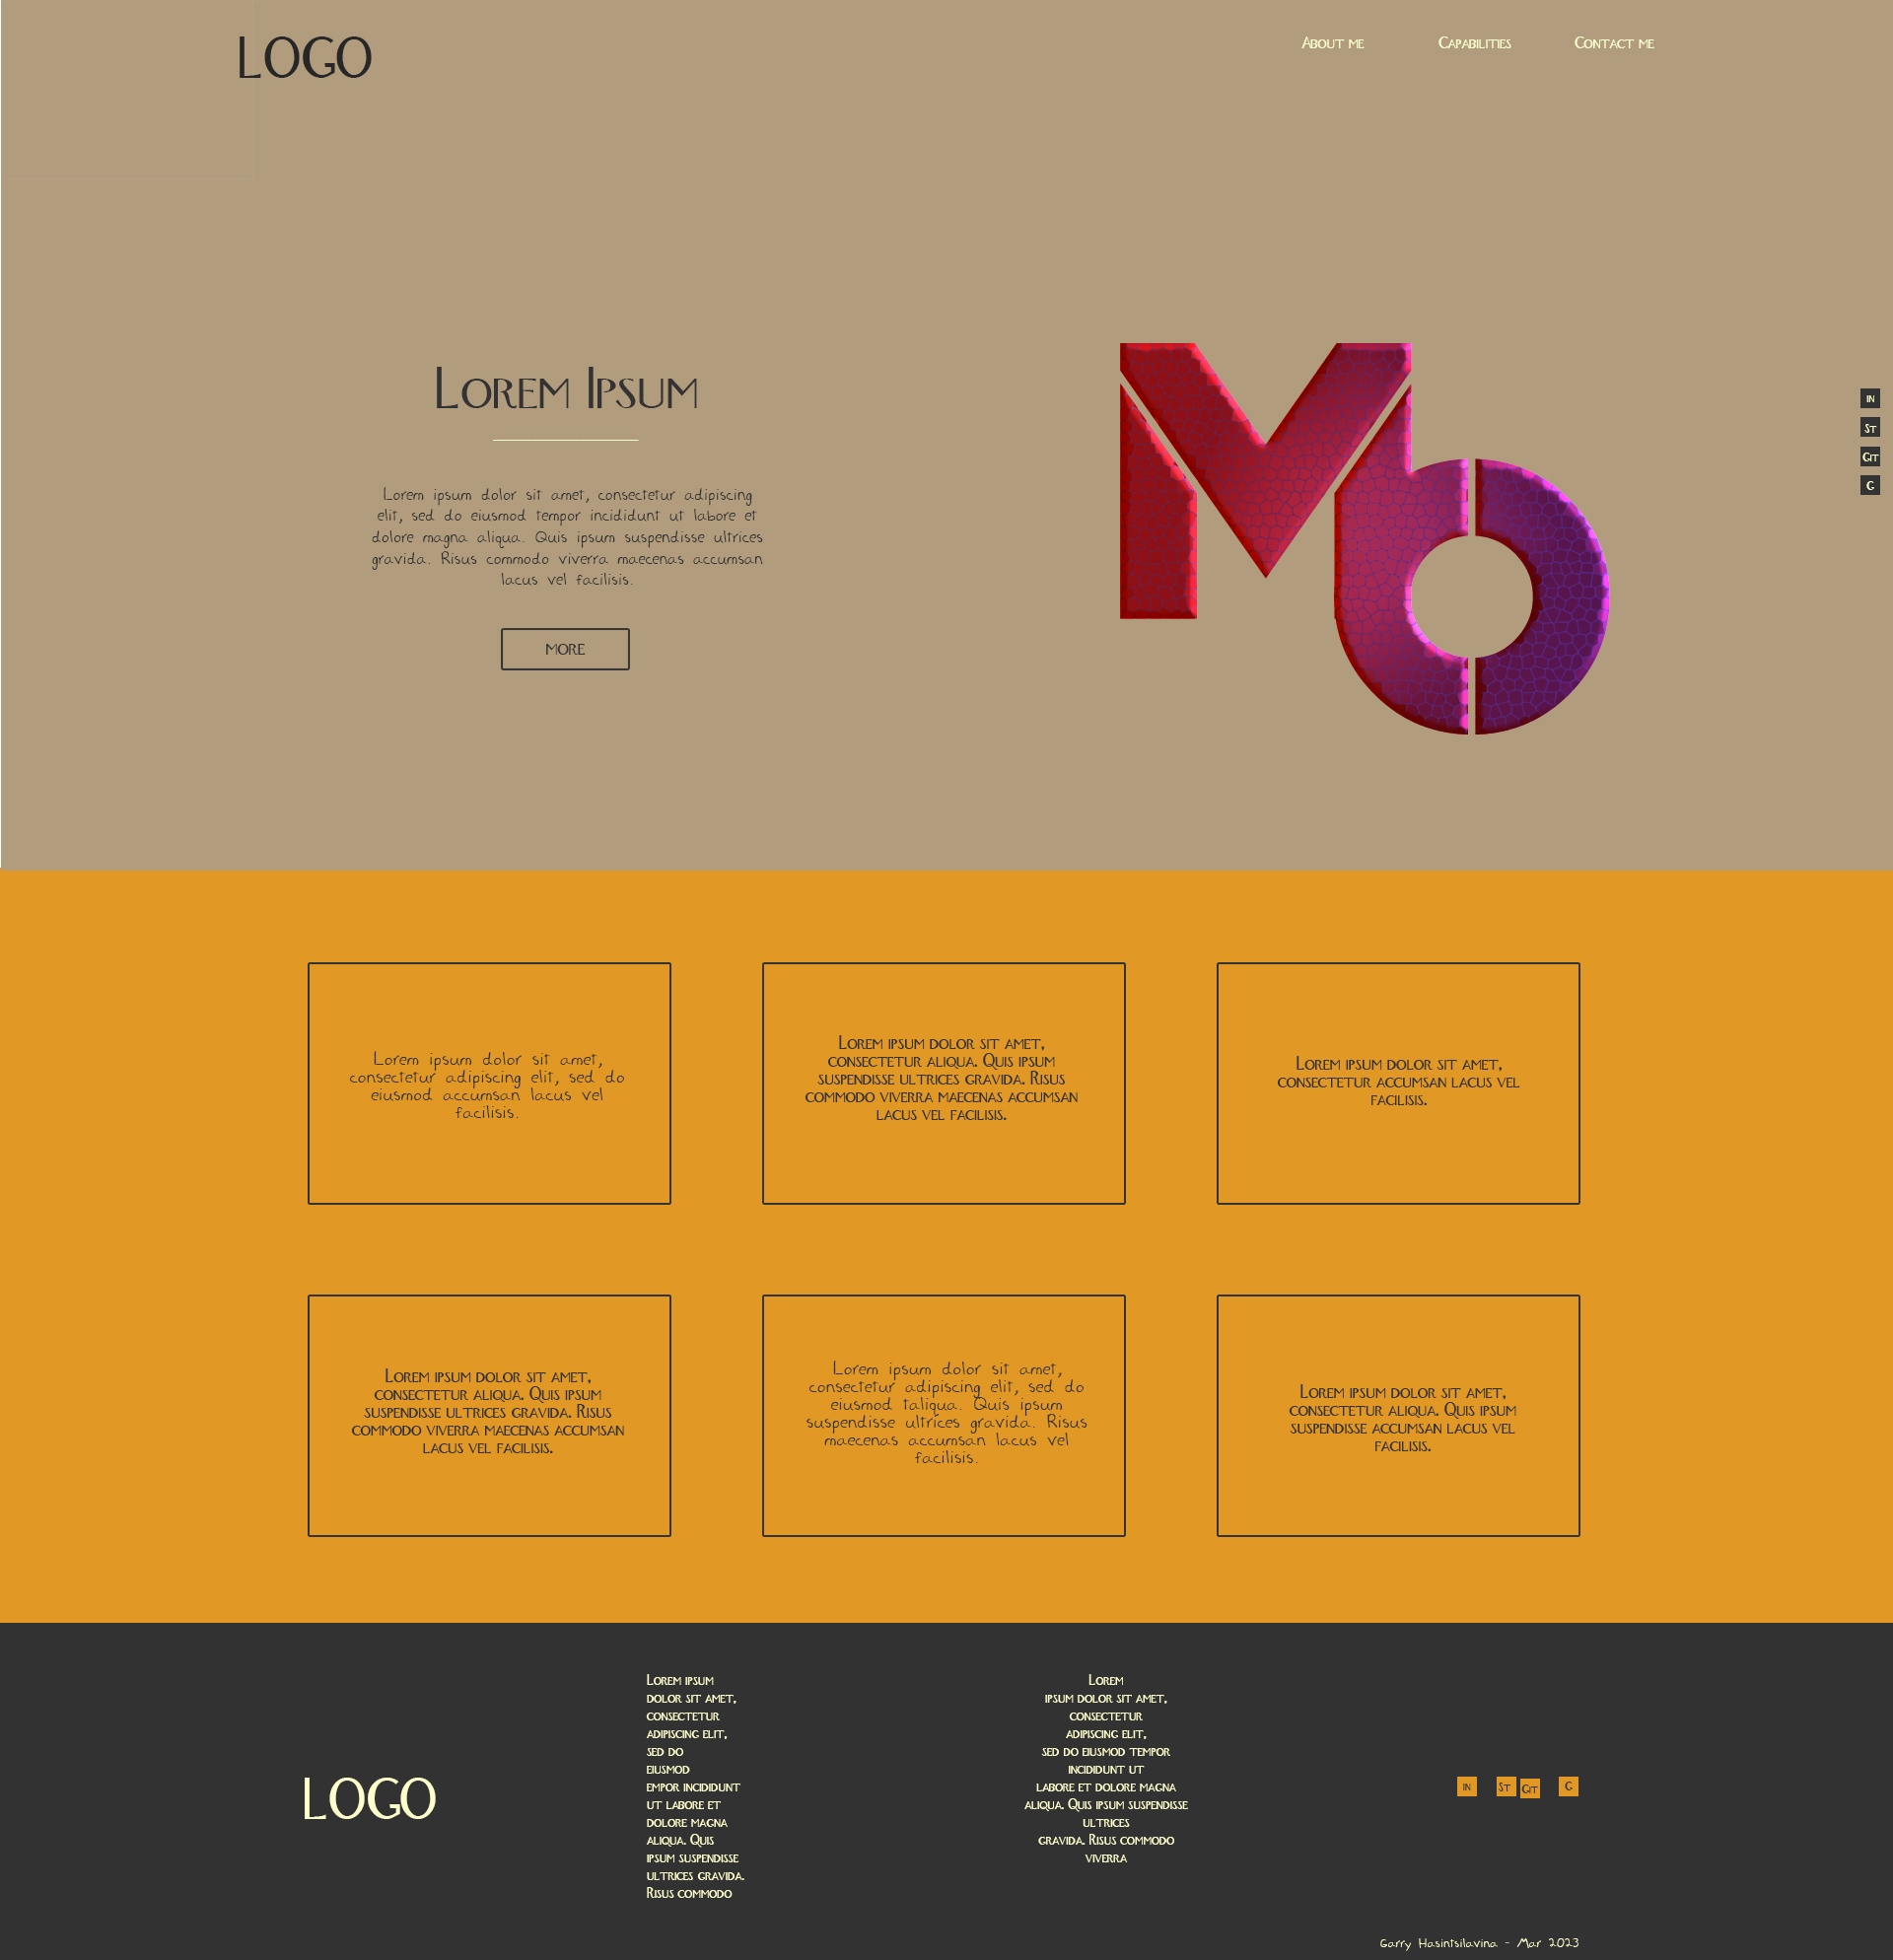 LOGO
About me
Capabilities
Contact me
Lorem Ipsum
Lorem ipsum dolor sit amet, consectetur adipiscing
elit, sed do eiusmod tempor incididunt ut labore et
dolore magna aliqua. Quis ipsum suspendisse ultrices
gravida. Risus commodo viverra maecenas accumsan
lacus vel facilisis.
MORE
Mo
in
St
Git
G
Lorem ipsum dolor sit amet,
consectetur adipiscing elit, sed do
eiusmod accumsan lacus vel
facilisis.
Lorem ipsum dolor sit amet,
consectetur aliqua. Quis ipsum
suspendisse ultrices gravida. Risus
commodo viverra maecenas accumsan
lacus vel facilisis.
Lorem ipsum dolor sit amet,
consectetur accumsan lacus vel
facilisis.
Lorem ipsum dolor sit amet,
consectetur aliqua. Quis ipsum
suspendisse ultrices gravida. Risus
commodo viverra maecenas accumsan
lacus vel facilisis.
Lorem ipsum dolor sit amet,
consectetur adipiscing elit, sed do
eiusmod taliqua. Quis ipsum
suspendisse ultrices gravida. Risus
maecenas accumsan lacus vel
facilisis.
Lorem ipsum dolor sit amet,
consectetur aliqua. Quis ipsum
suspendisse accumsan lacus vel
facilisis.
LOGO
Lorem ipsum
dolor sit amet,
consectetur
adipiscing elit,
sed do
eiusmod
empor incididunt
ut labore et
dolore magna
aliqua. Quis
ipsum suspendisse
ultrices gravida.
Risus commodo
Lorem
ipsum dolor sit amet,
consectetur
adipiscing elit,
sed do eiusmod tempor
incididunt ut
labore et dolore magna
aliqua. Quis ipsum suspendisse
ultrices
gravida. Risus commodo
viverra
in
St
Git
G
Garry Hasintsilavina - Mar 2023